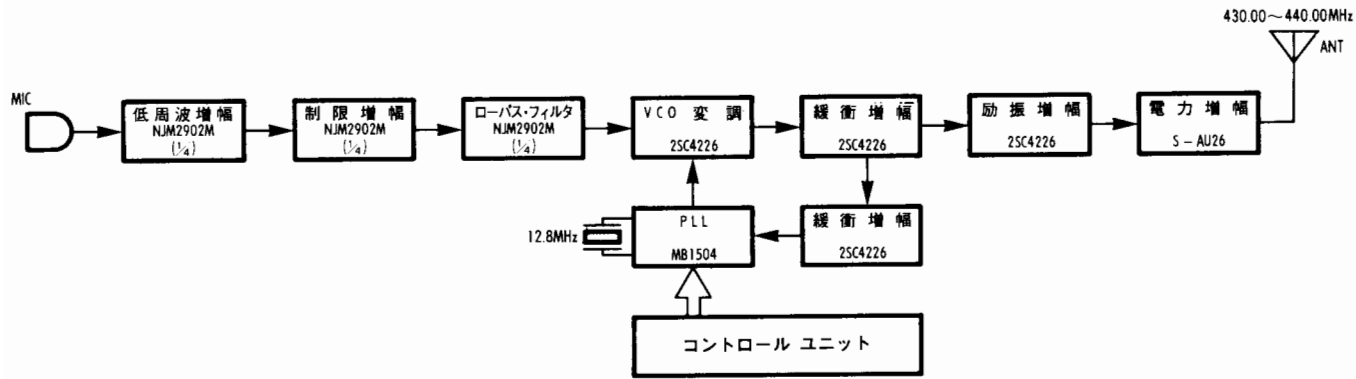 430.00~440.00MHz
ANT
MIC
低周波増幅
NJM2902M
(1/4)
制限増幅
NJM2902M
(1/4)
ローパス・フィルタ
NJM2902M
(1/4)
VCO 変調
2SC4226
緩衝増幅
2SC4226
励振増幅
2SC4226
電力増幅
S-AU26
12.8MHz
PLL
MB1504
緩衝増幅
2SC4226
コントロール ユニット